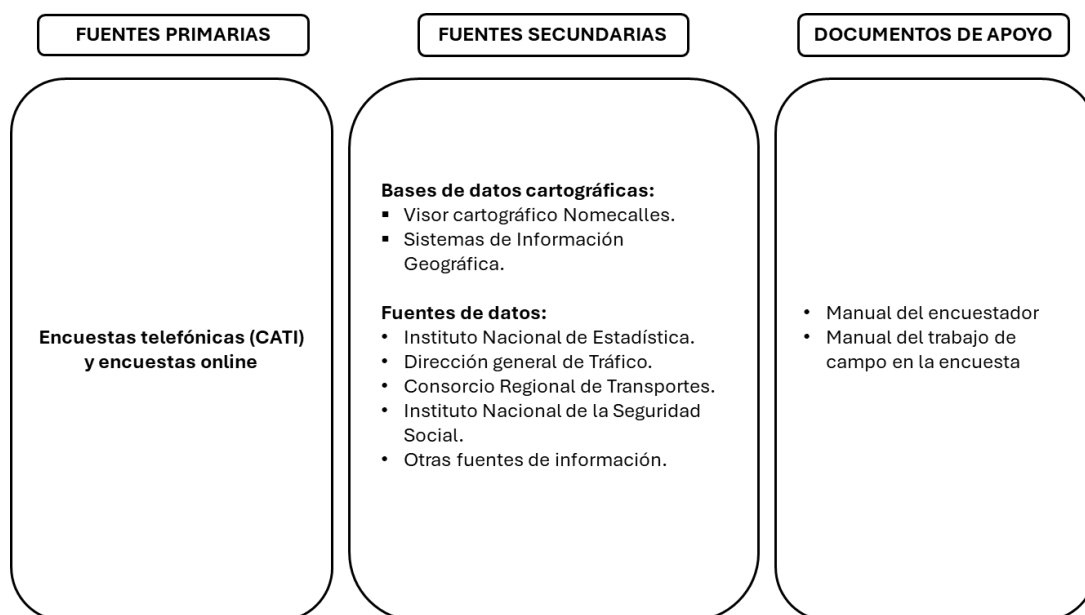 FUENTES PRIMARIAS
Encuestas telefónicas (CATI)
y encuestas online
FUENTES SECUNDARIAS
Bases de datos cartográficas:
▪ Visor cartográfico Nomecalles.
▪ Sistemas de Información
Geográfica.
Fuentes de datos:
• Instituto Nacional de Estadística.
• Dirección general de Tráfico.
• Consorcio Regional de Transportes.
• Instituto Nacional de la Seguridad
Social.
• Otras fuentes de información.
DOCUMENTOS DE APOYO
• Manual del encuestador
• Manual del trabajo de
campo en la encuesta